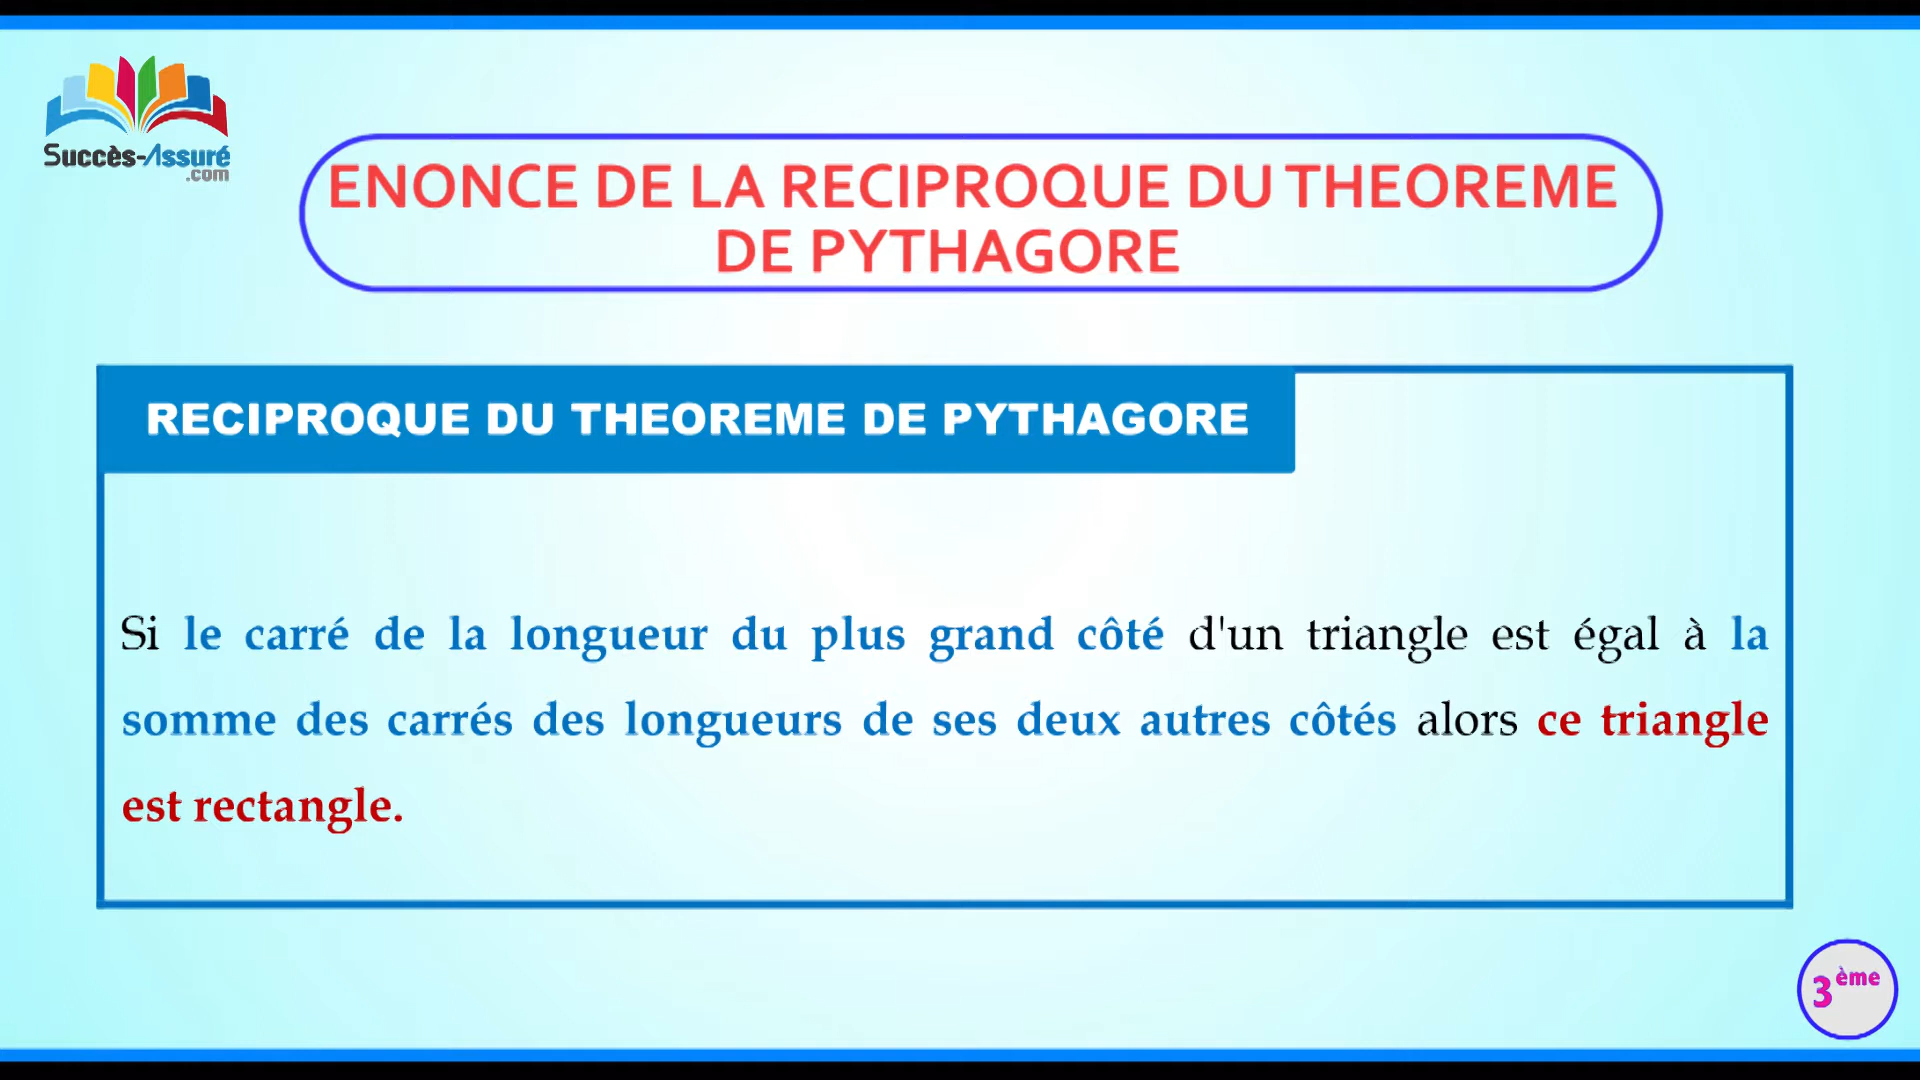 Succès-Assuré
.com
ENONCE DE LA RECIPROQUE DU THEOREME
DE PYTHAGORE
RECIPROQUE DU THEOREME DE PYTHAGORE
Si le carré de la longueur du plus grand côté d'un triangle est égal à la
somme des carrés des longueurs de ses deux autres côtés alors ce triangle
est rectangle.
3ème